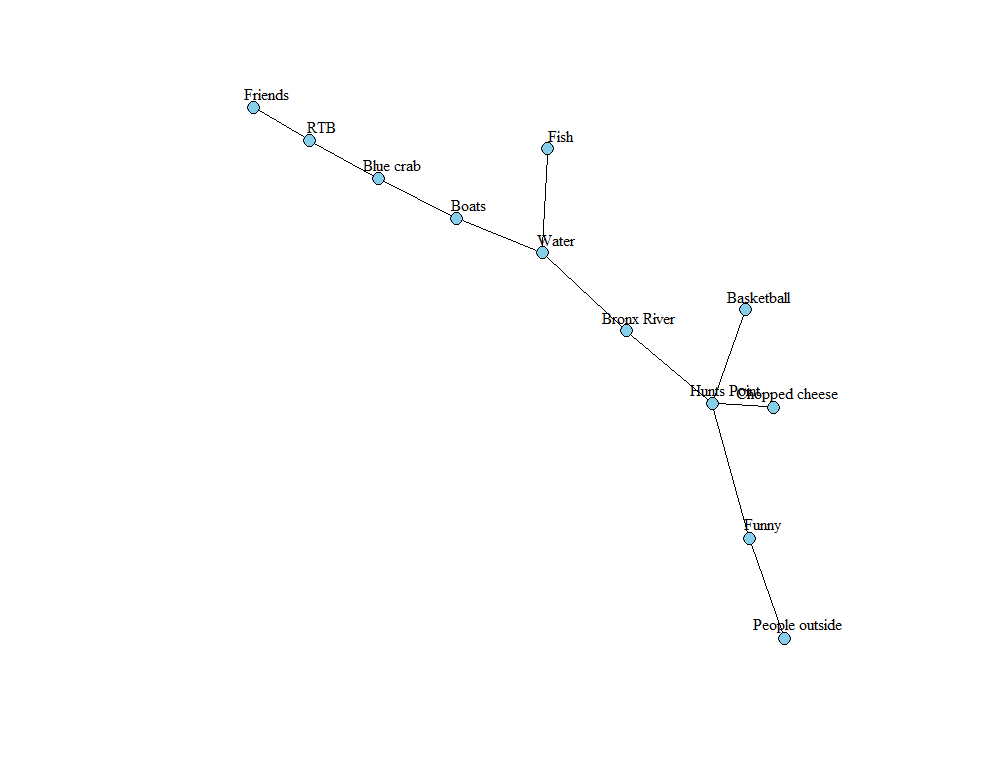 Friends
RTB
Fish
Blue crab
Boats
Water
Basketball
Bronx River
Hunts Point
Chopped cheese
Funny
People outside